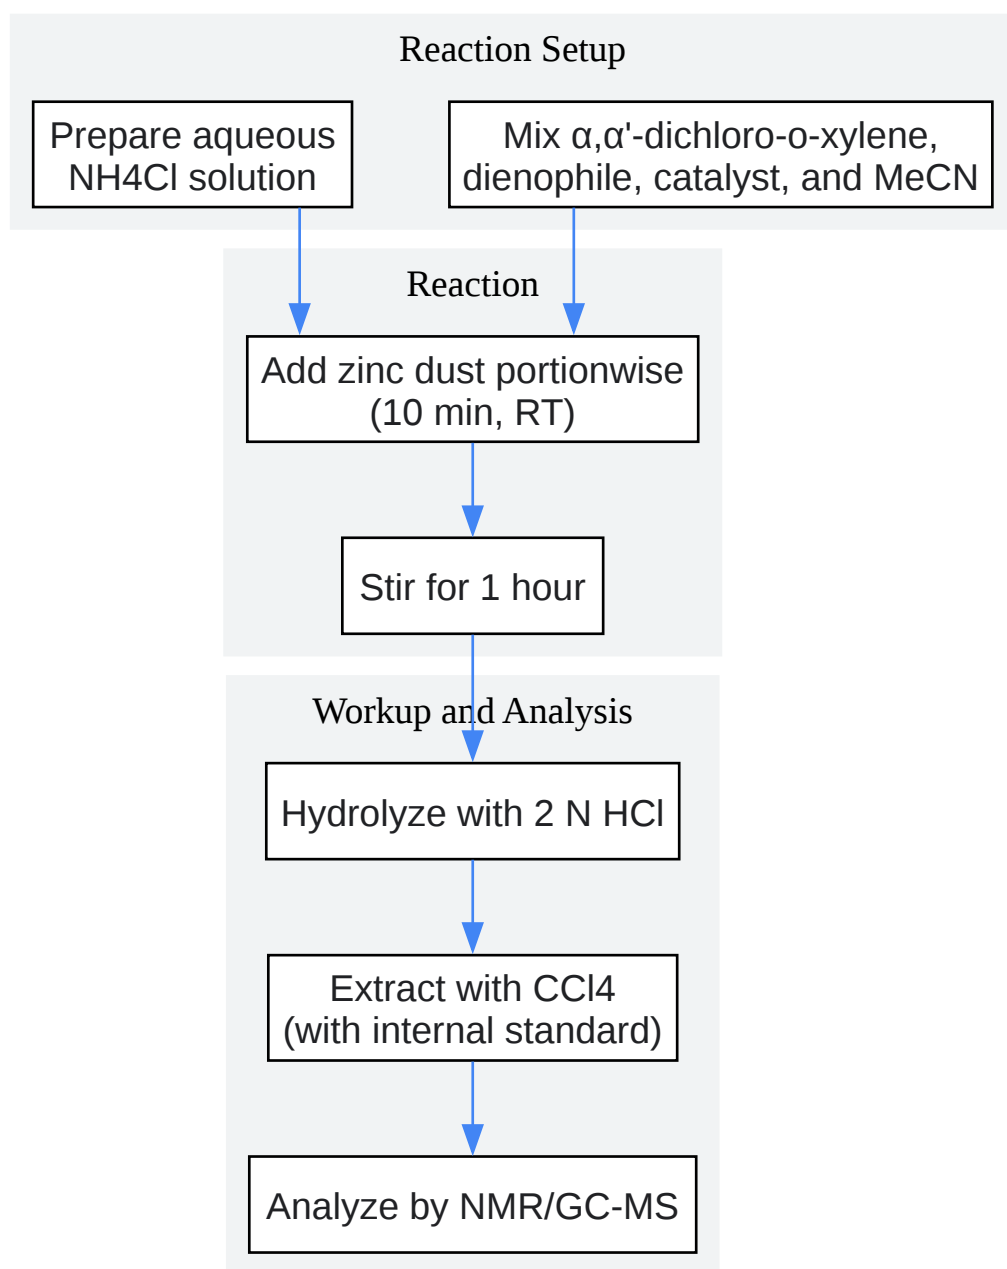 Reaction Setup
Prepare aqueous
NH4Cl solution
Mix α,α'-dichloro-o-xylene,
dienophile, catalyst, and MeCN
Reaction
Add zinc dust portionwise
(10 min, RT)
Stir for 1 hour
Workup and Analysis
Hydrolyze with 2 N HCl
Extract with CCl4
(with internal standard)
Analyze by NMR/GC-MS